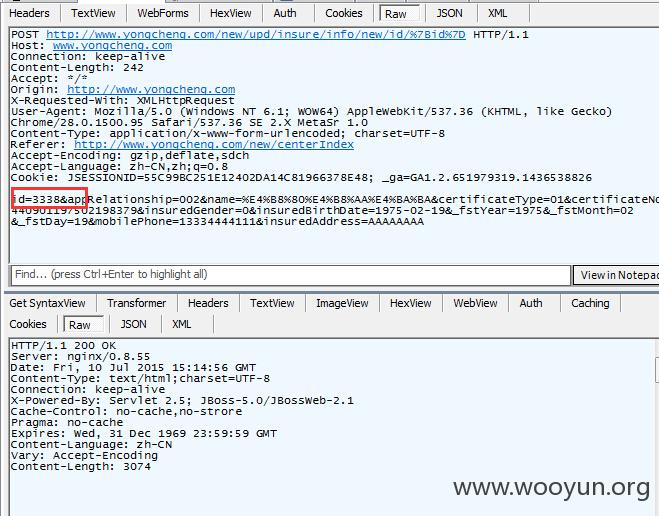 Headers TextView WebForms HexView Auth Cookies Raw JSON XML
POST http://www.yongcheng.com/new/upd/insure/info/new/id/%7Bid%7D HTTP/1.1
Host: www.yongcheng.com
Connection: keep-alive
Content-Length: 242
Accept: */*
Origin: http://www.yongcheng.com
X-Requested-With: XMLHttpRequest
User-Agent: Mozilla/5.0 (Windows NT 6.1; WOW64) AppleWebKit/537.36 (KHTML, like Gecko)
Chrome/28.0.1500.95 Safari/537.36 SE 2.X MetaSr 1.0
Content-Type: application/x-www-form-urlencoded; charset=UTF-8
Referer: http://www.yongcheng.com/new/centerIndex
Accept-Encoding: gzip,deflate,sdch
Accept-Language: zh-CN,zh;q=0.8
Cookie: JSESSIONID=55C99BC251E12402DA14C81966378E48; _ga=GA1.2.651979319.1436538826
id=3338&appRelationship=002&name=%E4%B8%80%E4%B8%AA%E4%BA%BA&certificateType=01&certificateNo
440901197502198379&insuredGender=0&insuredBirthDate=1975-02-19&_fstYear=1975&_fstMonth=02
&_fstDay=19&mobilePhone=13334444111&insuredAddress=AAAAAAAA
Find... (press Ctrl+Enter to highlight all) View in Notepa
Get SyntaxView Transformer Headers TextView ImageView HexView WebView Auth Caching
Cookies Raw JSON XML
HTTP/1.1 200 OK
Server: nginx/0.8.55
Date: Fri, 10 Jul 2015 15:14:56 GMT
Content-Type: text/html;charset=UTF-8
Connection: keep-alive
X-Powered-By: Servlet 2.5; JBoss-5.0/JBossWeb-2.1
Cache-Control: no-cache,no-strore
Pragma: no-cache
Expires: Wed, 31 Dec 1969 23:59:59 GMT
Content-Language: zh-CN
Vary: Accept-Encoding
Content-Length: 3074
www.wooyun.org